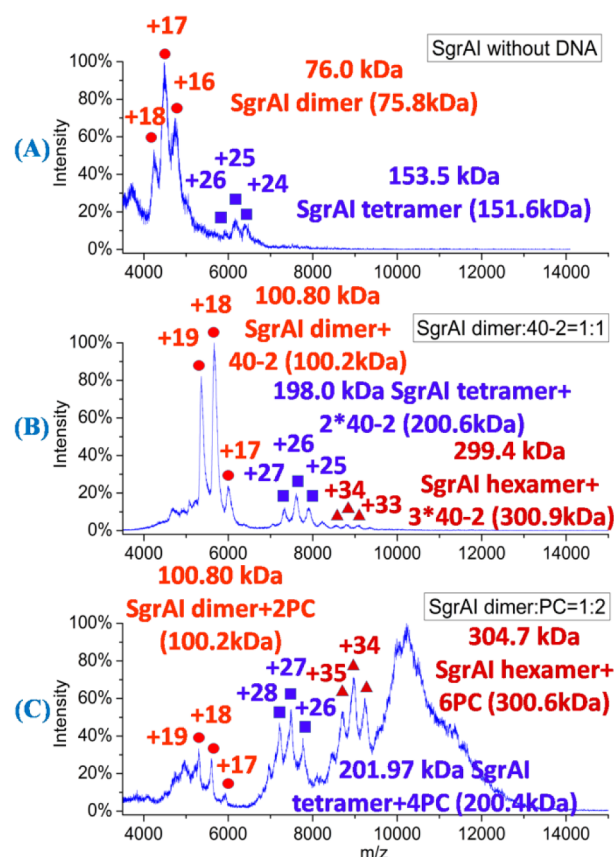 +17
100%
SgrAI without DNA
76.0 kDa
+16
80%
SgrAI dimer (75.8kDa)
+18
(A)
Intensity
60%
+25
40%
+26
+24
153.5 kDa
20%
SgrAI tetramer (151.6kDa)
0%
4000 6000 8000 10000 12000 14000
+18
100.80 kDa
100%
SgrAI dimer:40-2=1:1
+19
SgrAI dimer+
80%
40-2 (100.2kDa)
(B)
Intensity
60%
198.0 kDa SgrAI tetramer+
2*40-2 (200.6kDa)
+26
40%
+17
+27
+25
299.4 kDa
20%
+34
+33
SgrAI hexamer+
0%
3*40-2 (300.9kDa)
4000 6000 8000 10000 12000 14000
100.80 kDa
SgrAI dimer+2PC
SgrAI dimer:PC=1:2
(100.2kDa)
100%
+34
304.7 kDa
80%
+27
+35
SgrAI hexamer+
(C)
Intensity
60%
+28
+26
6PC (300.6kDa)
40%
+18
+19
+17
201.97 kDa SgrAI
20%
tetramer+4PC (200.4kDa)
0%
4000 6000 8000 10000 12000 14000
m/z